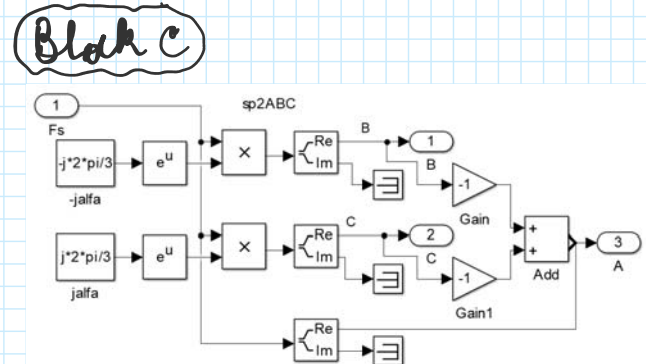 Block C
sp2ABC
1
Fs
-j*2*pi/3
-jalfa
e^u
×
Re
Im
B
1
B
-1
Gain
j*2*pi/3
jalfa
e^u
×
Re
Im
C
2
C
-1
Gain1
+
+
Add
3
A
Re
Im